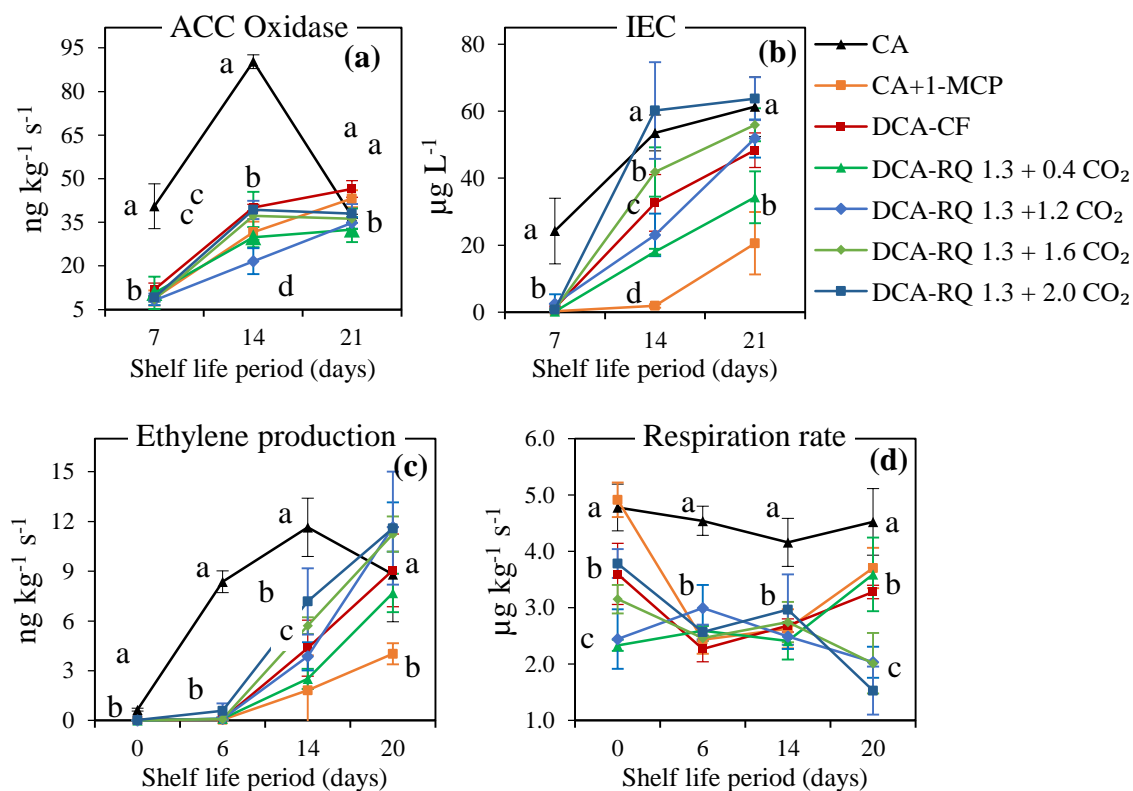 ACC Oxidase
(a)
ng kg⁻¹ s⁻¹
95
80
65
50
35
20
5
a
a
a
a
b
c
c
b
b
d
7 14 21
Shelf life period (days)
IEC
(b)
µg L⁻¹
80
60
40
20
0
a
a
a
b
c
b
b
d
7 14 21
Shelf life period (days)
CA
CA+1-MCP
DCA-CF
DCA-RQ 1.3 + 0.4 CO₂
DCA-RQ 1.3 +1.2 CO₂
DCA-RQ 1.3 + 1.6 CO₂
DCA-RQ 1.3 + 2.0 CO₂
Ethylene production
(c)
ng kg⁻¹ s⁻¹
15
12
9
6
3
0
a
a
a
a
b
c
b
b
b
0 6 14 20
Shelf life period (days)
Respiration rate
(d)
µg kg⁻¹ s⁻¹
6.0
5.0
4.0
3.0
2.0
1.0
a
a
a
a
b
b
b
b
c
c
0 6 14 20
Shelf life period (days)